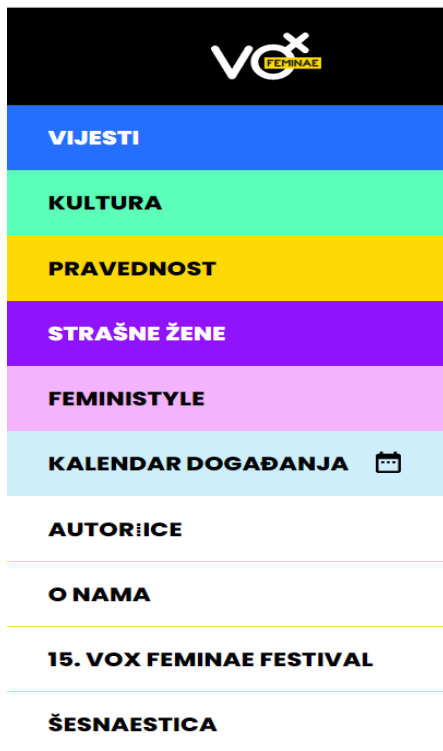 VOX
FEMINAE
VIJESTI
KULTURA
PRAVEDNOST
STRAŠNE ŽENE
FEMINISTYLE
KALENDAR DOGAĐANJA
AUTOR⁞ICE
O NAMA
15. VOX FEMINAE FESTIVAL
ŠESNAESTICA